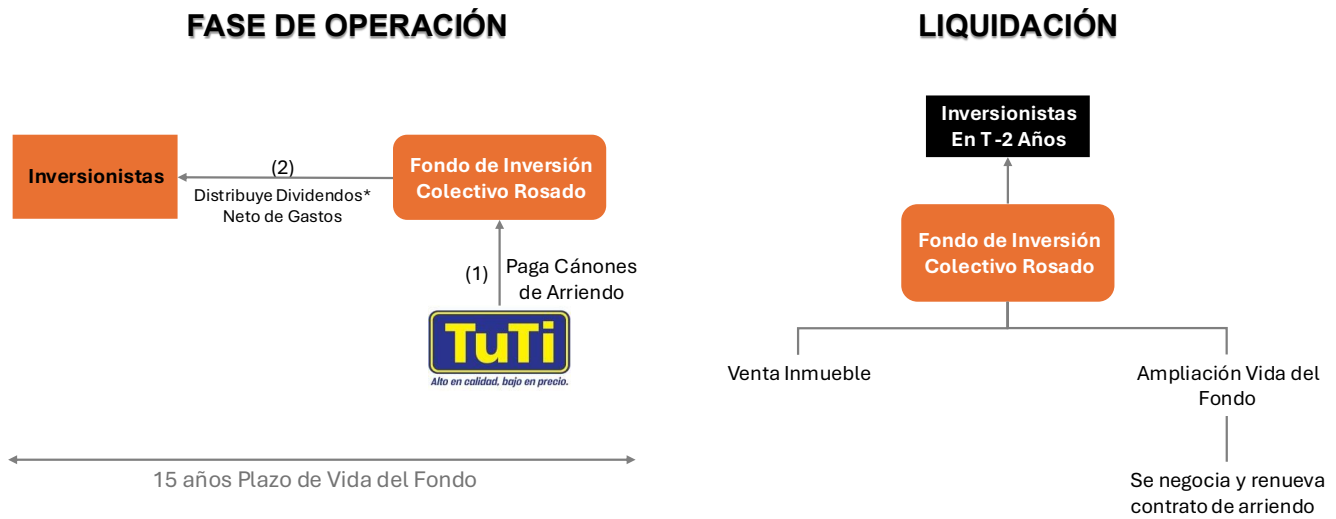 FASE DE OPERACIÓN
Inversionistas
(2)
Distribuye Dividendos*
Neto de Gastos
Fondo de Inversión
Colectivo Rosado
(1)
Paga Cánones
de Arriendo
TuTi
Alto en calidad, bajo en precio.
15 años Plazo de Vida del Fondo
LIQUIDACIÓN
Inversionistas
En T -2 Años
Fondo de Inversión
Colectivo Rosado
Venta Inmueble
Ampliación Vida del
Fondo
Se negocia y renueva
contrato de arriendo